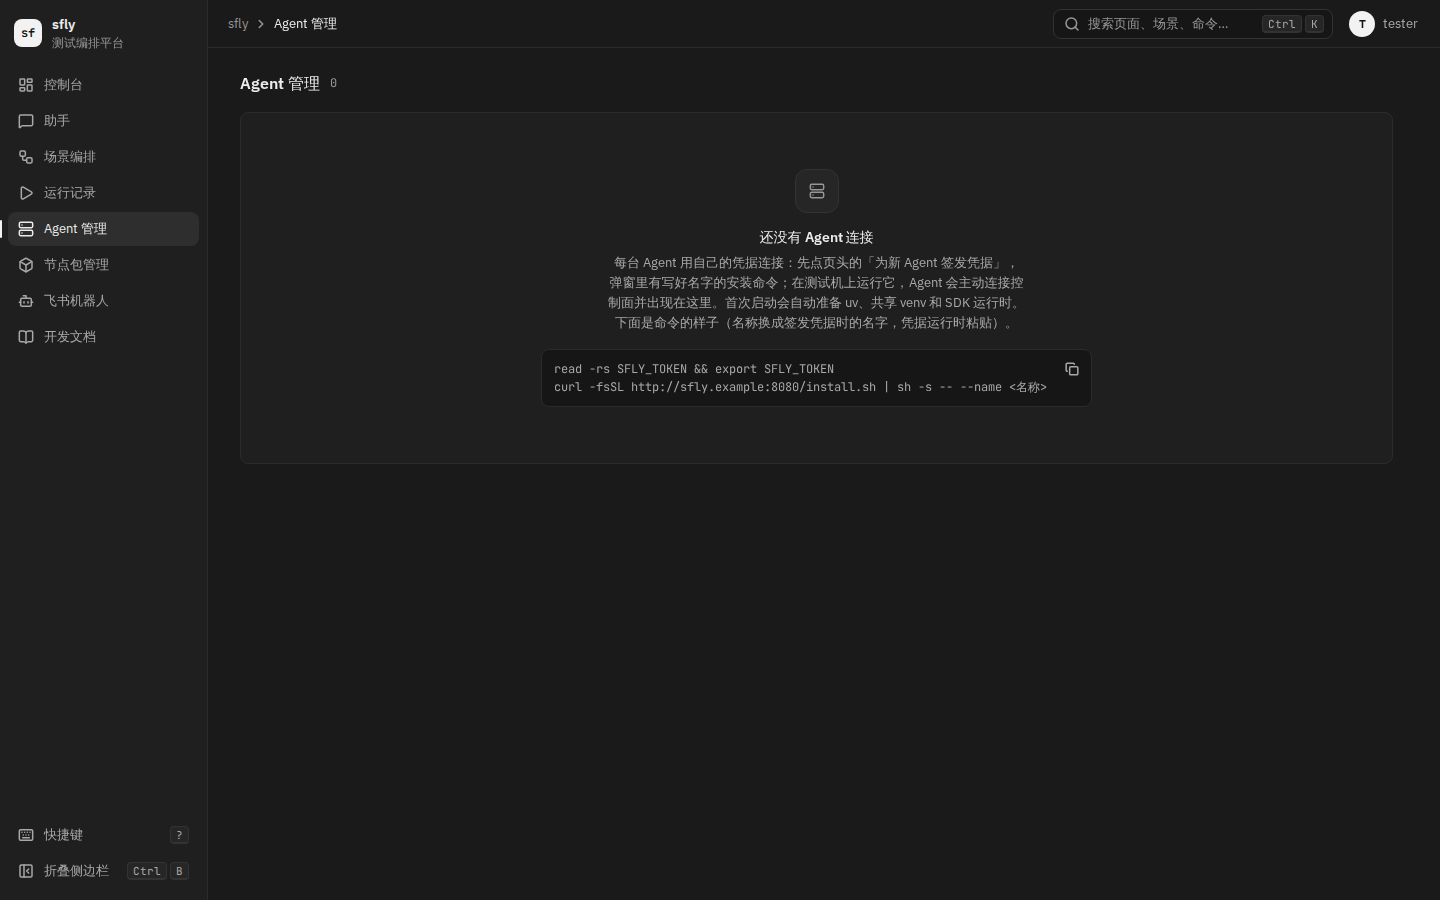 sf
sfly
测试编排平台
控制台
助手
场景编排
运行记录
Agent 管理
节点包管理
飞书机器人
开发文档
快捷键 ?
折叠侧边栏 Ctrl B
sfly > Agent 管理
搜索页面、场景、命令... Ctrl K
T tester
Agent 管理 0
还没有 Agent 连接
每台 Agent 用自己的凭据连接：先点页头的「为新 Agent 签发凭据」，
弹窗里有写好名字的安装命令；在测试机上运行它，Agent 会主动连接控
制面并出现在这里。首次启动会自动准备 uv、共享 venv 和 SDK 运行时。
下面是命令的样子（名称换成签发凭据时的名字，凭据运行时粘贴）。
read -rs SFLY_TOKEN && export SFLY_TOKEN
curl -fsSL http://sfly.example:8080/install.sh | sh -s -- --name <名称>